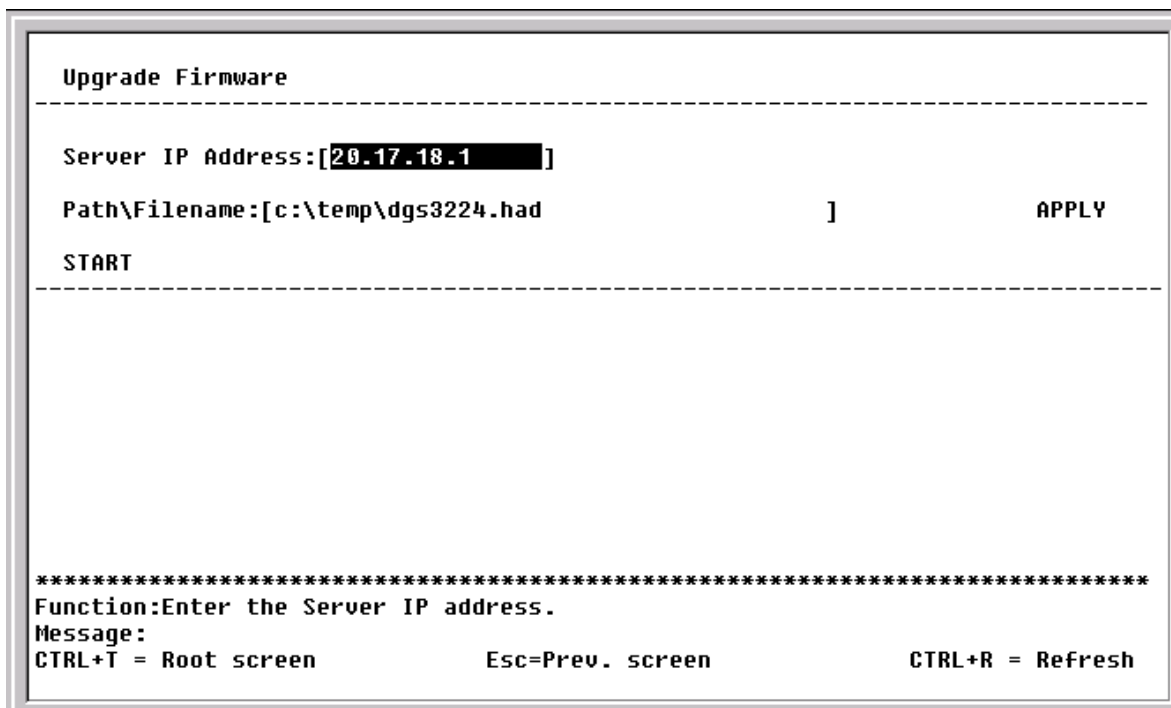 Upgrade Firmware
--------------------------------------------------------------------------------
Server IP Address:[20.17.18.1     ]
Path\Filename:[c:\temp\dgs3224.had                    ]              APPLY
START
--------------------------------------------------------------------------------
********************************************************************************
Function:Enter the Server IP address.
Message:
CTRL+T = Root screen            Esc=Prev. screen            CTRL+R = Refresh